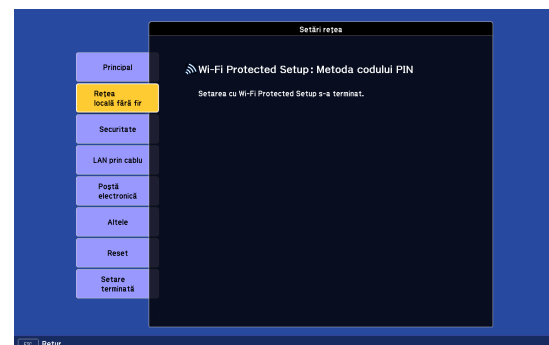 Setări rețea
Principal
Rețea
locală fără fir
Securitate
LAN prin cablu
Poștă
electronică
Altele
Reset
Setare
terminată
Wi-Fi Protected Setup: Metoda codului PIN
Setarea cu Wi-Fi Protected Setup s-a terminat.
ESC Retur